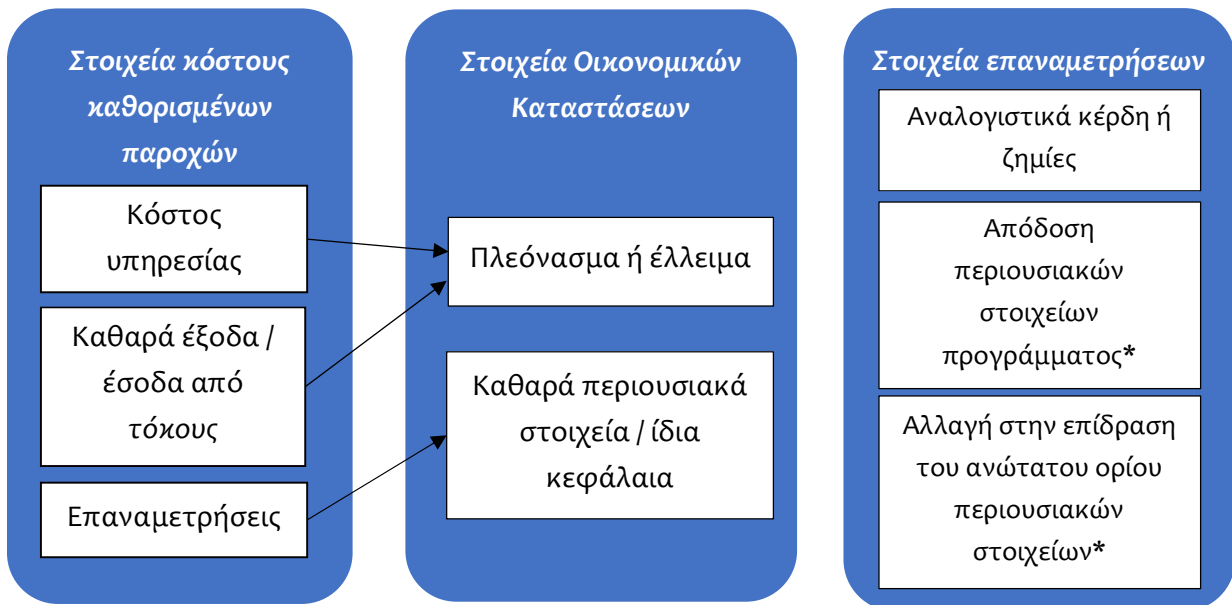 Στοιχεία κόστους
καθορισμένων
παροχών
Κόστος
υπηρεσίας
Καθαρά έξοδα /
έσοδα από
τόκους
Επαναμετρήσεις
Στοιχεία Οικονομικών
Καταστάσεων
Πλεόνασμα ή έλλειμα
Καθαρά περιουσιακά
στοιχεία / ίδια
κεφάλαια
Στοιχεία επαναμετρήσεων
Αναλογιστικά κέρδη ή
ζημίες
Απόδοση
περιουσιακών
στοιχείων
προγράμματος*
Αλλαγή στην επίδραση
του ανώτατου ορίου
περιουσιακών
στοιχείων*